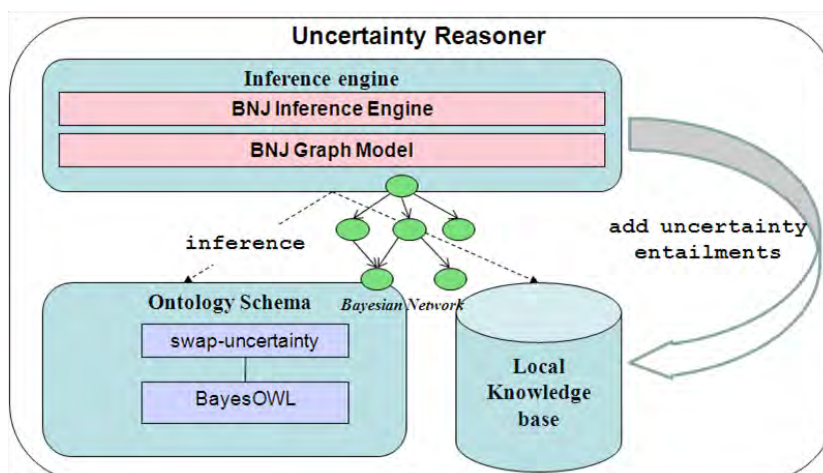 Uncertainty Reasoner
Inference engine
BNJ Inference Engine
BNJ Graph Model
inference
add uncertainty
entailments
Ontology Schema
Bayesian Network
swap-uncertainty
BayesOWL
Local
Knowledge
base